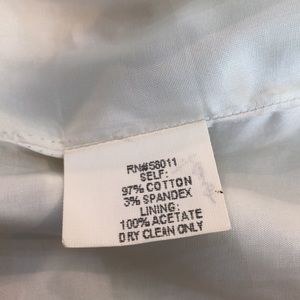 RN#58011
SELF:
97% COTTON
3% SPANDEX
LINING:
100% ACETATE
DRY CLEAN ONLY